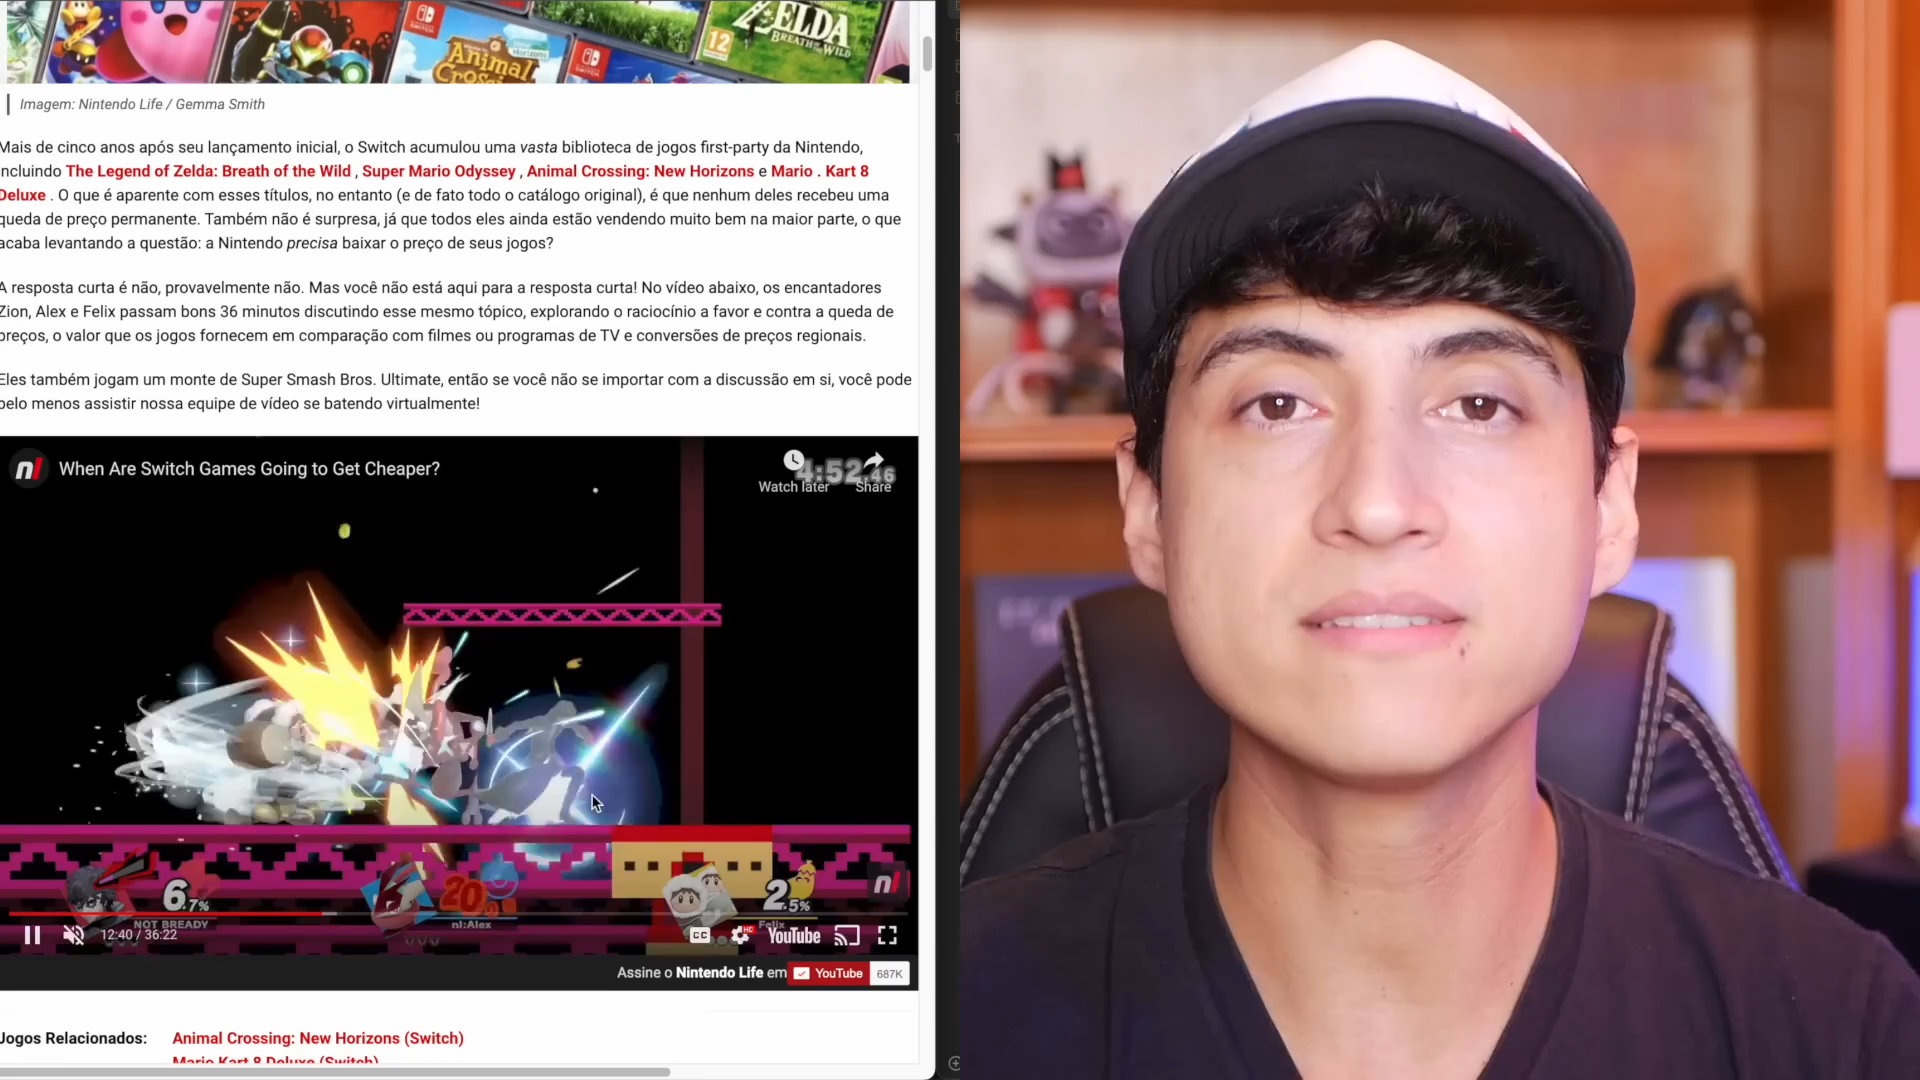 ZELDA
BREATH OF THE WILD
12
Animal
Crossi
Horizons
SWITCH
Imagem: Nintendo Life / Gemma Smith
Mais de cinco anos após seu lançamento inicial, o Switch acumulou uma vasta biblioteca de jogos first-party da Nintendo,
ncluindo The Legend of Zelda: Breath of the Wild , Super Mario Odyssey , Animal Crossing: New Horizons e Mario . Kart 8
Deluxe . O que é aparente com esses títulos, no entanto (e de fato todo o catálogo original), é que nenhum deles recebeu uma
queda de preço permanente. Também não é surpresa, já que todos eles ainda estão vendendo muito bem na maior parte, o que
acaba levantando a questão: a Nintendo precisa baixar o preço de seus jogos?
A resposta curta é não, provavelmente não. Mas você não está aqui para a resposta curta! No vídeo abaixo, os encantadores
Zion, Alex e Felix passam bons 36 minutos discutindo esse mesmo tópico, explorando o raciocínio a favor e contra a queda de
preços, o valor que os jogos fornecem em comparação com filmes ou programas de TV e conversões de preços regionais.
Eles também jogam um monte de Super Smash Bros. Ultimate, então se você não se importar com a discussão em si, você pode
pelo menos assistir nossa equipe de vídeo se batendo virtualmente!
nl When Are Switch Games Going to Get Cheaper?
4:52.46
Watch later Share
6.7%
NOT BREADY
nl:Alex
2.5%
Felix
12:40 / 36:22
CC HD YouTube
Assine o Nintendo Life em YouTube 687K
Jogos Relacionados: Animal Crossing: New Horizons (Switch)
Mario Kart 8 Deluxe (Switch)